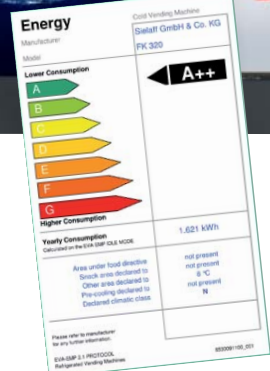 Energy
Cold Vending Machine
Manufacturer
Sielaff GmbH & Co. KG
Model
FK 320
Lower Consumption
A++
A
B
C
D
E
F
G
Higher Consumption
Yearly Consumption
Calculated on the EVA EMP IDLE MODE
1.621 kWh
Area under food directive
not present
Snack area declared to
not present
Other area declared to
8 °C
Pre-cooling declared to
not present
Declared climatic class
N
Please refer to manufacturer
for any further information.
EVA-EMP 3.1 PROTOCOL
Refrigerated Vending Machines